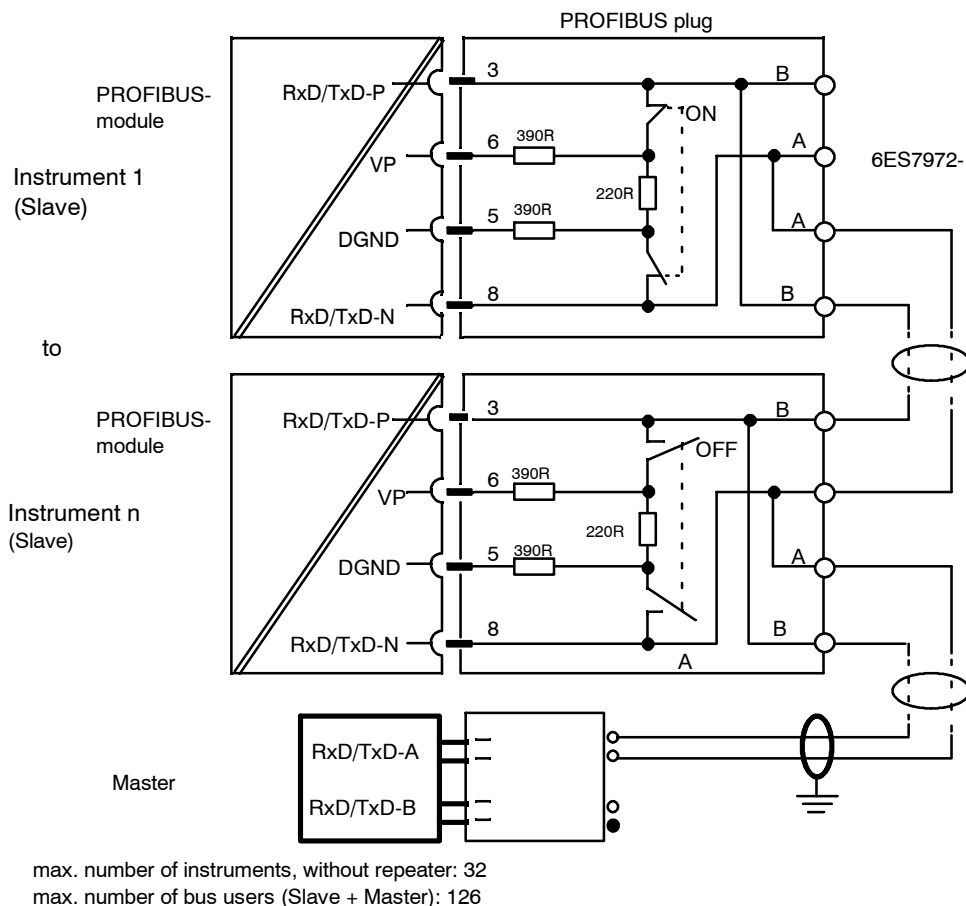 PROFIBUS plug
PROFIBUS-
module
Instrument 1
(Slave)
RxD/TxD-P
VP
DGND
RxD/TxD-N
3
6
5
8
390R
390R
220R
ON
B
A
A
B
6ES7972-
to
PROFIBUS-
module
Instrument n
(Slave)
RxD/TxD-P
VP
DGND
RxD/TxD-N
3
6
5
8
390R
390R
220R
OFF
B
A
B
A
Master
RxD/TxD-A
RxD/TxD-B
max. number of instruments, without repeater: 32
max. number of bus users (Slave + Master): 126